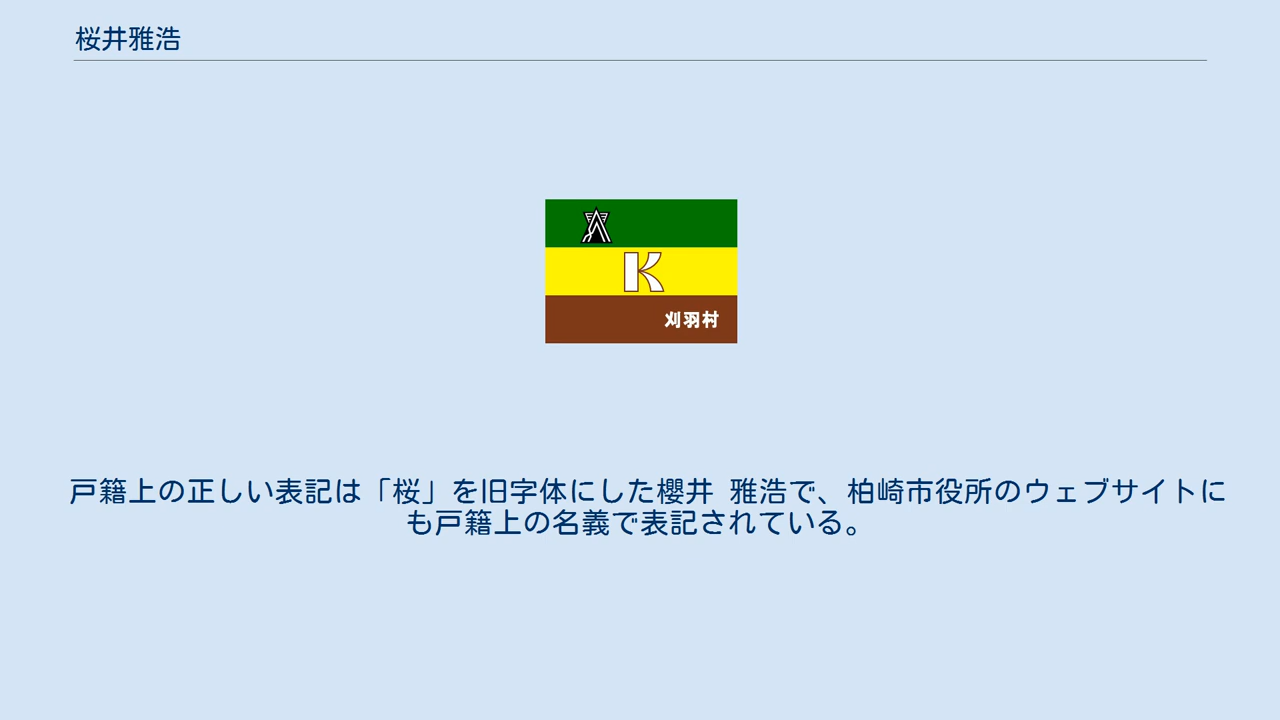 桜井雅浩
K
刈羽村
戸籍上の正しい表記は「桜」を旧字体にした櫻井 雅浩で、柏崎市役所のウェブサイトに
も戸籍上の名義で表記されている。